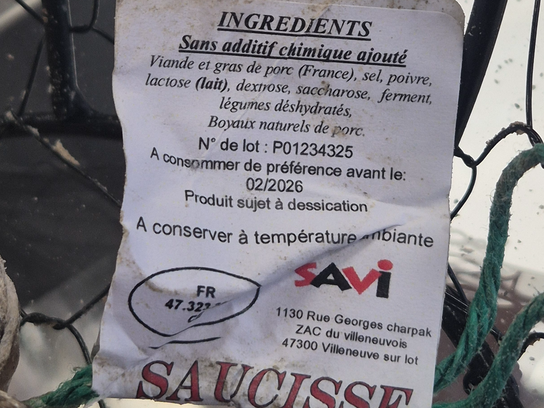 INGREDIENTS
Sans additif chimique ajouté
Viande et gras de porc (France), sel, poivre,
lactose (lait), dextrose, saccharose, ferment,
légumes déshydratés,
Boyaux naturels de porc.
N° de lot : P01234325
A consommer de préférence avant le:
02/2026
Produit sujet à dessication
A conserver à température ambiante
FR
SAVi
1130 Rue Georges charpak
ZAC du villeneuvois
47300 Villeneuve sur lot
SAUCISSE